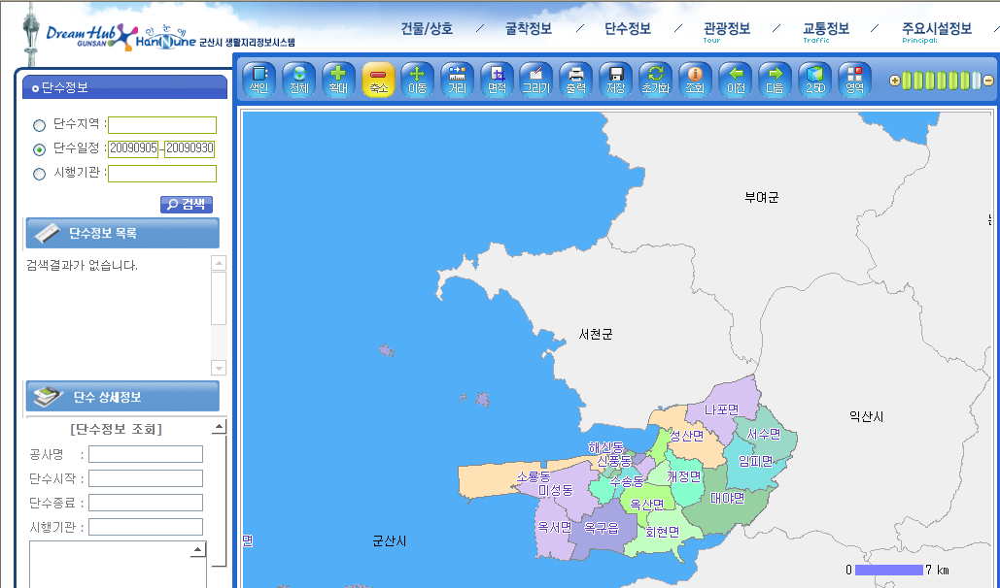 Dream Hub
GUNSAN
한눈에
HanNune 군산시 생활지리정보시스템
건물/상호 / 굴착정보 / 단수정보 / 관광정보 / 교통정보 / 주요시설정보
Tour Traffic Principal
단수정보
색인 전체 확대 축소 이동 거리 면적 그리기 출력 저장 초기화 조회 이전 다음 2.5D 영역
단수지역 :
단수일정 : 20090905 - 20090930
시행기관 :
검색
단수정보 목록
검색결과가 없습니다.
단수 상세정보
[단수정보 조회]
공사명 :
단수시작 :
단수종료 :
시행기관 :
부여군
서천군
익산시
나포면
서수면
성산면
해신동
신풍동
임피면
소룡동
수송동
개정면
미성동
옥산면
대야면
옥서면
옥구읍
회현면
군산시
면
0 7 km